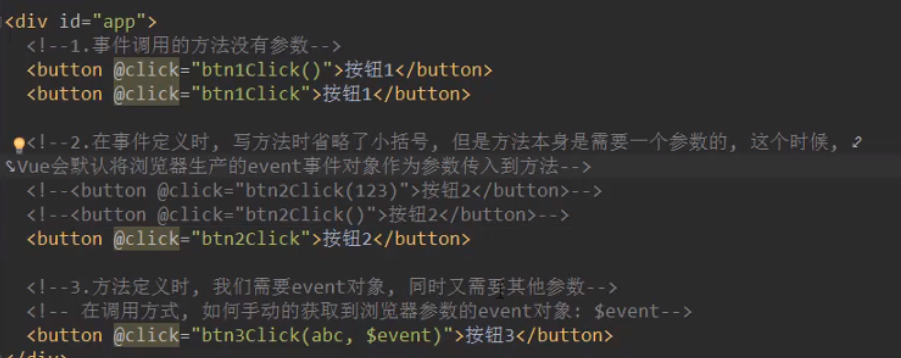 <div id="app">
<!--1.事件调用的方法没有参数-->
<button @click="btn1Click()">按钮1</button>
<button @click="btn1Click">按钮1</button>
<!--2.在事件定义时, 写方法时省略了小括号, 但是方法本身是需要一个参数的, 这个时候,
Vue会默认将浏览器生产的event事件对象作为参数传入到方法-->
<!--<button @click="btn2Click(123)">按钮2</button>-->
<!--<button @click="btn2Click()">按钮2</button>-->
<button @click="btn2Click">按钮2</button>
<!--3.方法定义时, 我们需要event对象, 同时又需要其他参数-->
<!-- 在调用方式, 如何手动的获取到浏览器参数的event对象: $event-->
<button @click="btn3Click(abc, $event)">按钮3</button>
</div>